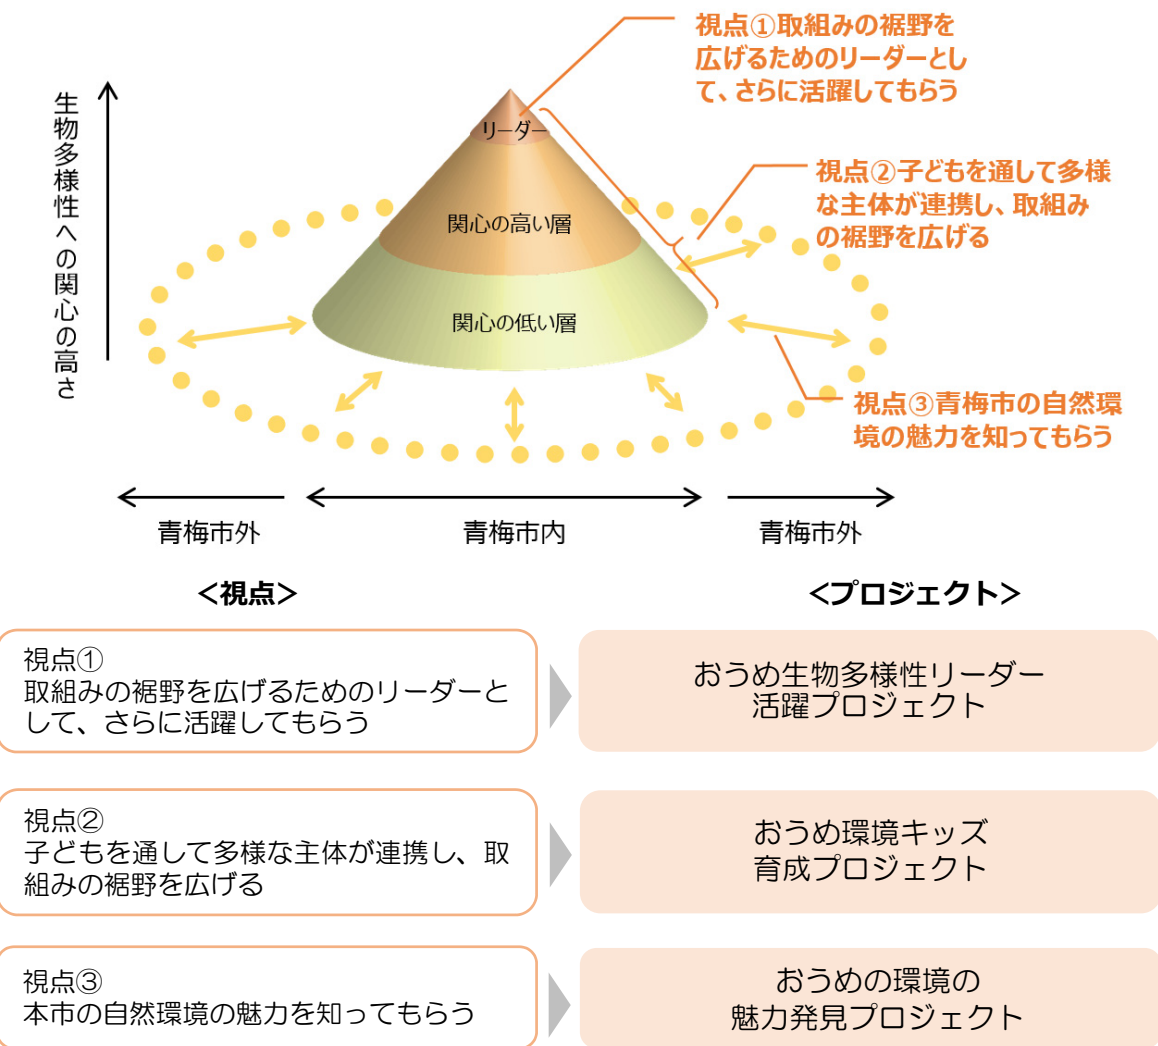 視点①取組みの裾野を
広げるためのリーダーとし
て、さらに活躍してもらう
生物多様性への関心の高さ
リーダー
視点②子どもを通して多様
な主体が連携し、取組み
の裾野を広げる
関心の高い層
関心の低い層
視点③青梅市の自然環
境の魅力を知ってもらう
青梅市外
青梅市内
青梅市外
<視点>
<プロジェクト>
視点①
取組みの裾野を広げるためのリーダーと
して、さらに活躍してもらう
おうめ生物多様性リーダー
活躍プロジェクト
視点②
子どもを通して多様な主体が連携し、取
組みの裾野を広げる
おうめ環境キッズ
育成プロジェクト
視点③
本市の自然環境の魅力を知ってもらう
おうめの環境の
魅力発見プロジェクト